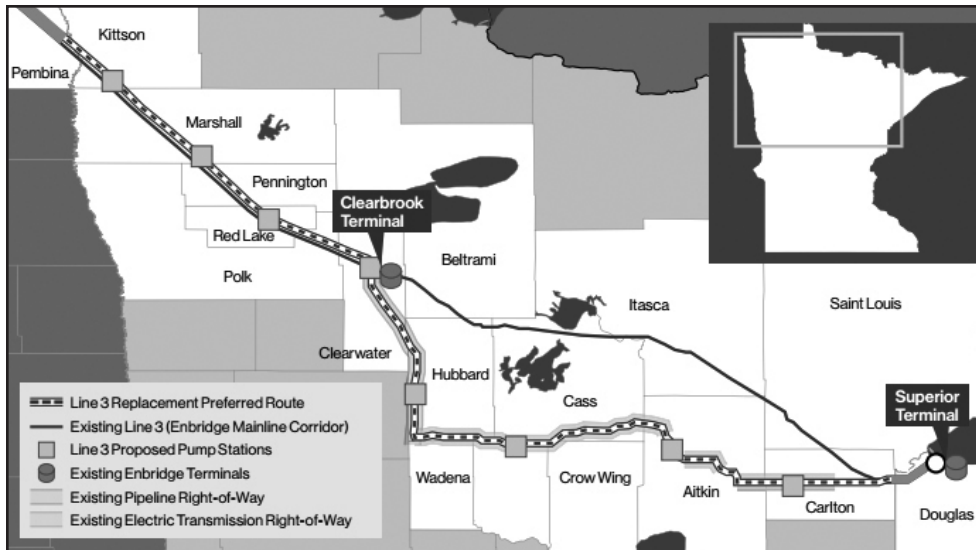 Kittson
Pembina
Marshall
Pennington
Clearbrook
Terminal
Red Lake
Polk
Beltrami
Itasca
Saint Louis
Clearwater
Hubbard
Cass
Superior
Terminal
Line 3 Replacement Preferred Route
Existing Line 3 (Enbridge Mainline Corridor)
Line 3 Proposed Pump Stations
Existing Enbridge Terminals
Existing Pipeline Right-of-Way
Existing Electric Transmission Right-of-Way
Wadena
Crow Wing
Aitkin
Carlton
Douglas